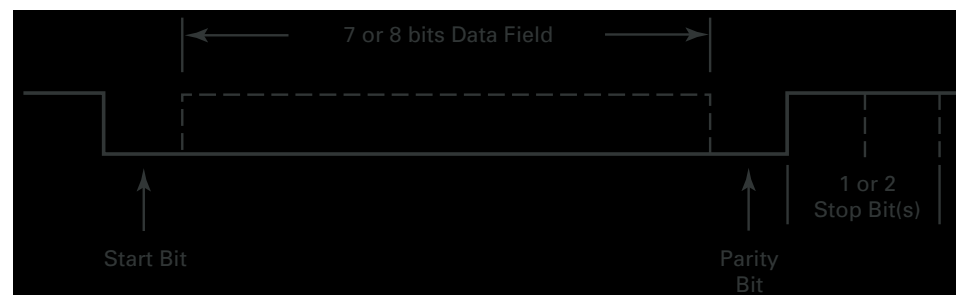 7 or 8 bits Data Field
1 or 2
Stop Bit(s)
Start Bit
Parity
Bit